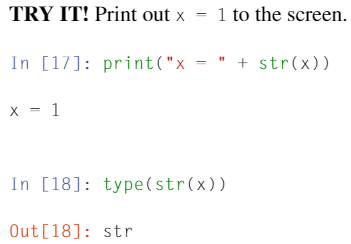 TRY IT! Print out x = 1 to the screen.
In [17]: print("x = " + str(x))
x = 1
In [18]: type(str(x))
Out[18]: str